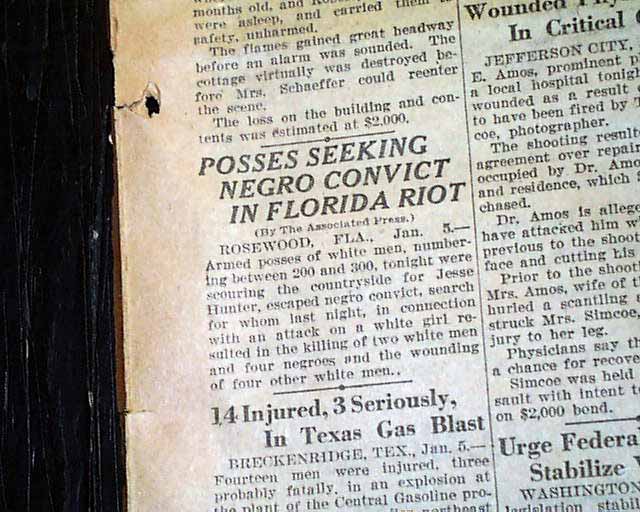 months old, and
were asleep, and carried them to
safety, unharmed.
The flames gained great headway
before an alarm was sounded. The
cottage virtually was destroyed be-
fore Mrs. Schaeffer could reenter
the scene.
The loss on the building and con-
tents was estimated at $2,000.
POSSES SEEKING
NEGRO CONVICT
IN FLORIDA RIOT
(By The Associated Press.)
ROSEWOOD, FLA., Jan. 5.—
Armed posses of white men, number-
ing between 200 and 300, tonight were
scouring the countryside for Jesse
Hunter, escaped negro convict, search
for whom last night, in connection
with an attack on a white girl re-
sulted in the killing of two white men
and four negroes and the wounding
of four other white men..
14 Injured, 3 Seriously,
In Texas Gas Blast
BRECKENRIDGE, TEX., Jan. 5.—
Fourteen men were injured, three
probably fatally, in an explosion at
the plant of the Central Gasoline pro-
northeast
Wounded
In Critical
JEFFERSON CITY,
E. Amos, prominent
a local hospital tonight
wounded as a result
to have been fired by
coe, photographer.
The shooting result
agreement over repair
occupied by Dr. Amo
and residence, which
chased.
Dr. Amos is allege
have attacked him w
previous to the shoot
face and cutting his
Prior to the shoot
Mrs. Amos, wife of
hurled a scantling
struck Mrs. Simcoe,
jury to her leg.
Physicians say th
a chance for recove
Simcoe was held
sault with intent to
on $2,000 bond.
Urge Federa
Stabilize
WASHINGTON
legislation stabil